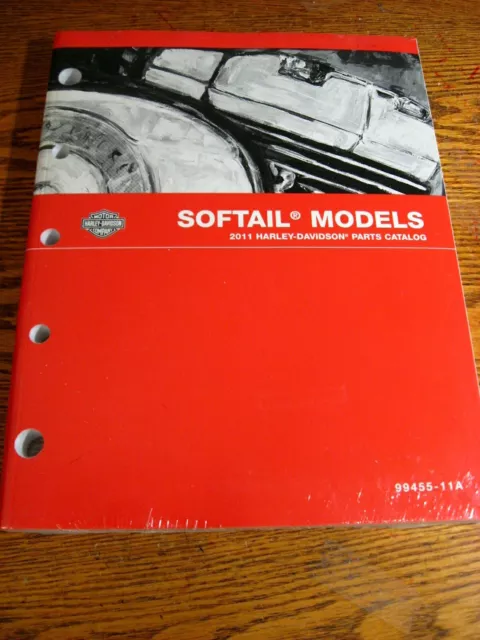 MOTOR
HARLEY-DAVIDSON
COMPANY
SOFTAIL® MODELS
2011 HARLEY-DAVIDSON® PARTS CATALOG
99455-11A